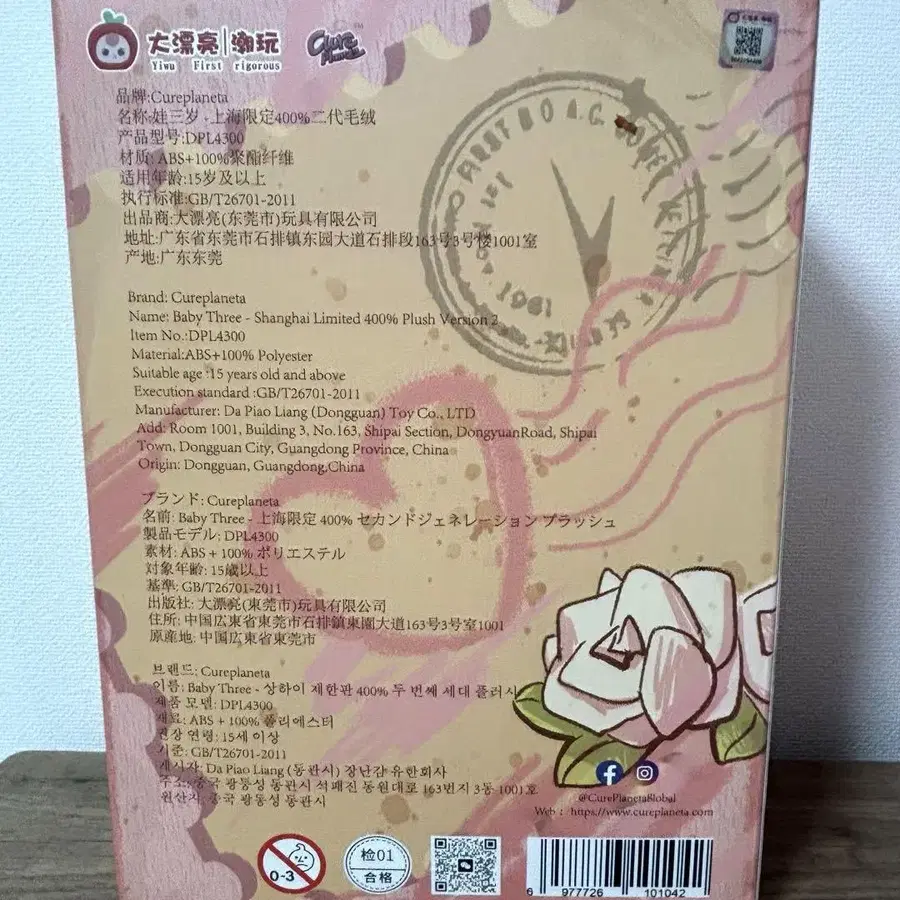 大漂亮|潮玩
Yiwu First rigorous
Cure
品牌:Cureplaneta
名称:娃三岁 -上海限定400%二代毛绒
产品型号:DPL4300
材质: ABS+100%聚酯纤维
适用年龄:15岁及以上
执行标准:GB/T26701-2011
出品商:大漂亮(东莞市)玩具有限公司
地址:广东省东莞市石排镇东园大道石排段163号3号楼1001室
产地:广东东莞
Brand: Cureplaneta
Name: Baby Three - Shanghai Limited 400% Plush Version 2
Item No.:DPL4300
Material:ABS+100% Polyester
Suitable age :15 years old and above
Execution standard :GB/T26701-2011
Manufacturer: Da Piao Liang (Dongguan) Toy Co., LTD
Add: Room 1001, Building 3, No.163, Shipai Section, DongyuanRoad, Shipai
Town, Dongguan City, Guangdong Province, China
Origin: Dongguan, Guangdong,China
ブランド: Cureplaneta
名前: Baby Three - 上海限定 400% セカンドジェネレーション プラッシュ
製品モデル: DPL4300
素材: ABS + 100% ポリエステル
対象年齢: 15歳以上
基準: GB/T26701-2011
出版社: 大漂亮(東莞市)玩具有限公司
住所: 中国広東省東莞市石排鎮東園大道163号3号室1001
原産地: 中国広東省東莞市
브랜드: Cureplaneta
이름: Baby Three - 상하이 제한판 400% 두 번째 세대 플러시
제품 모델: DPL4300
재료: ABS + 100% 폴리에스터
권장 연령: 15세 이상
기준: GB/T26701-2011
Da Piao Liang (동관시) 장난감 유한회사
주소: 중국 광동성 동관시 석패진 동원대로 163번지 3동 1001호
원산지: 중국 광동성 동관시
@CurePlanetaGlobal
Web : https://www.cureplaneta.com
0-3
检01
合格
6 977726 101042